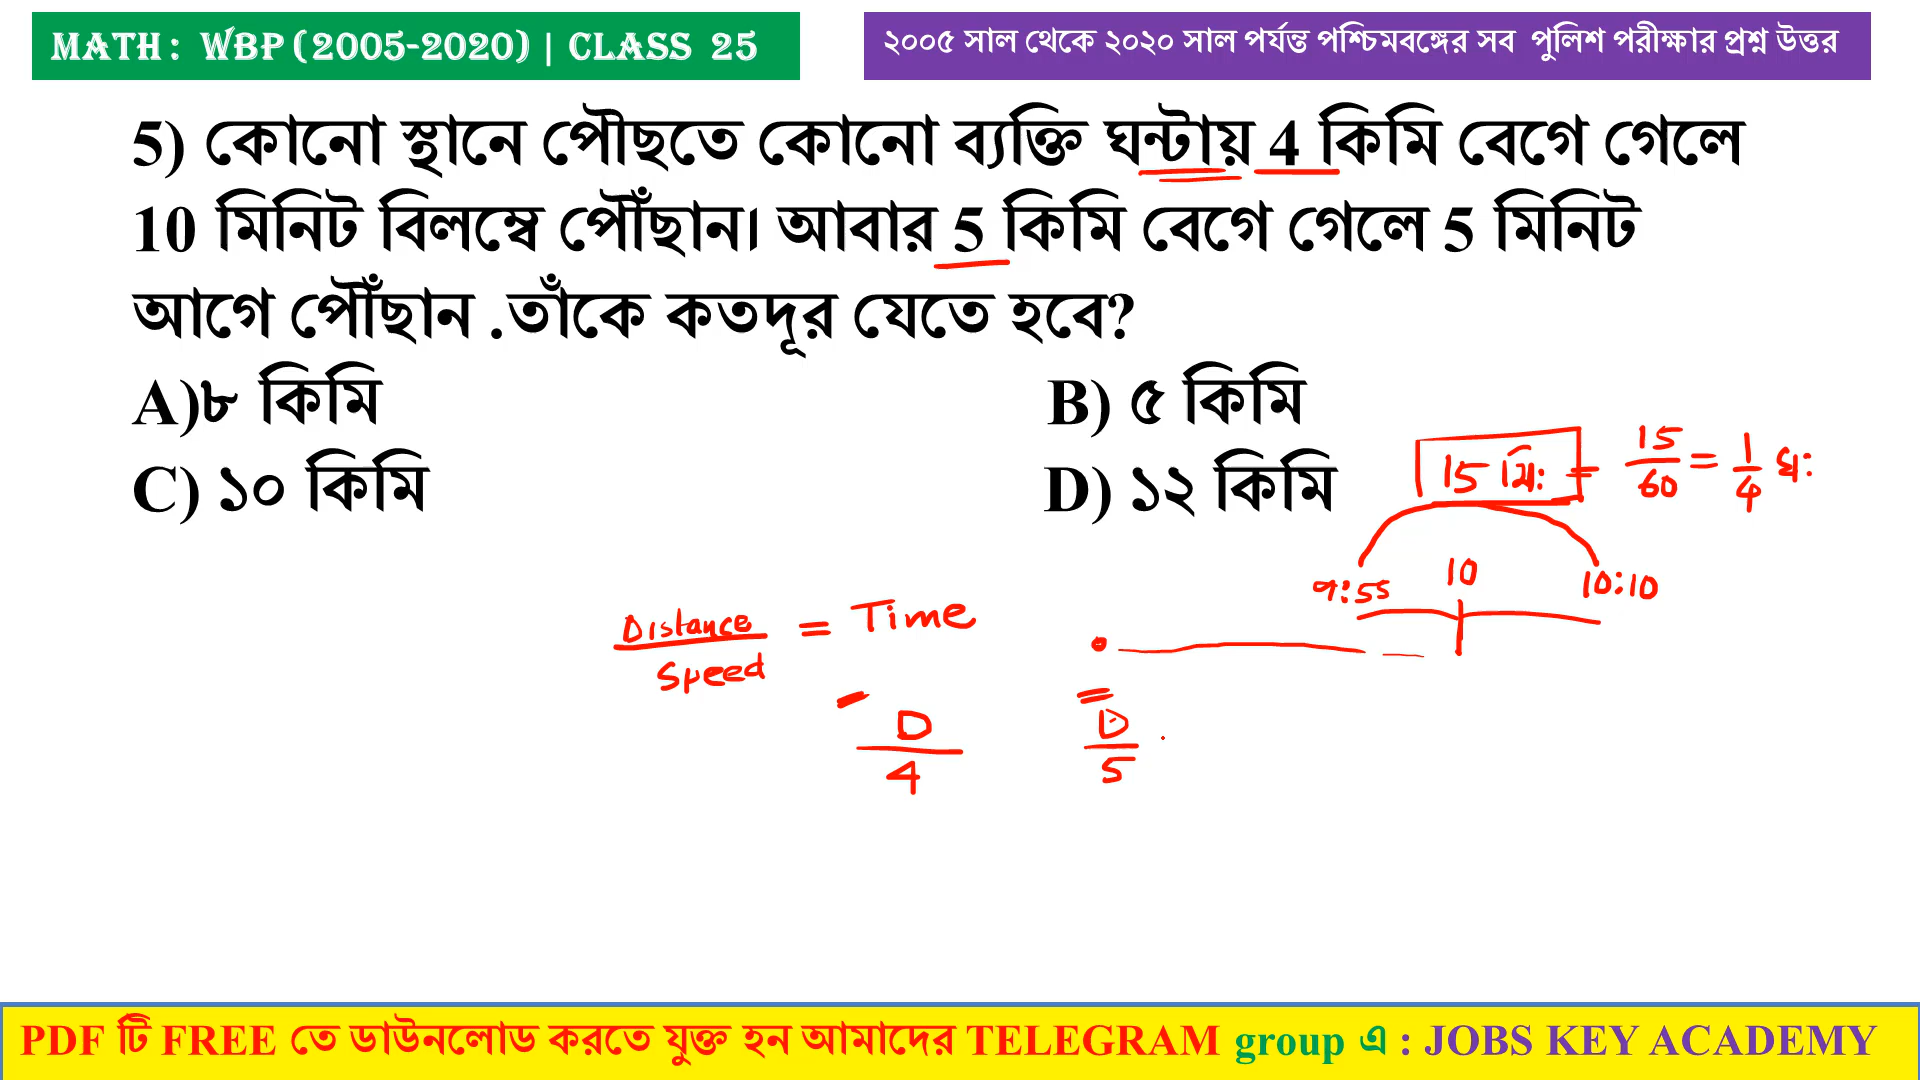 MATH : WBP (2005-2020) | CLASS 25
২০০৫ সাল থেকে ২০২০ সাল পর্যন্ত পশ্চিমবঙ্গের সব পুলিশ পরীক্ষার প্রশ্ন উত্তর
5) কোনো স্থানে পৌছতে কোনো ব্যক্তি ঘন্টায় 4 কিমি বেগে গেলে
10 মিনিট বিলম্বে পৌঁছান। আবার 5 কিমি বেগে গেলে 5 মিনিট
আগে পৌঁছান .তাঁকে কতদূর যেতে হবে?
A)৮ কিমি B) ৫ কিমি
C) ১০ কিমি D) ১২ কিমি
15 মি: = 15/60 = 1/4 ঘ:
9:55 10 10:10
Distance/Speed = Time
D/4 D/5
PDF টি FREE তে ডাউনলোড করতে যুক্ত হন আমাদের TELEGRAM group এ : JOBS KEY ACADEMY